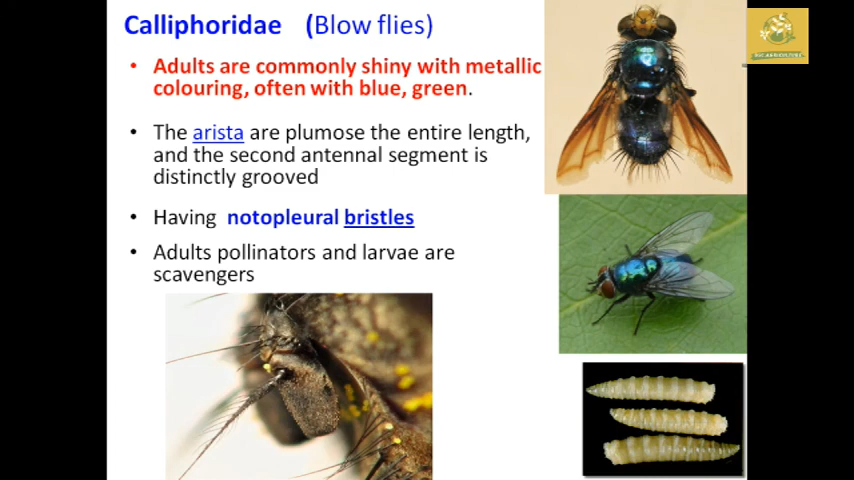 Calliphoridae (Blow flies)
• Adults are commonly shiny with metallic
colouring, often with blue, green.
• The arista are plumose the entire length,
and the second antennal segment is
distinctly grooved
• Having notopleural bristles
• Adults pollinators and larvae are
scavengers